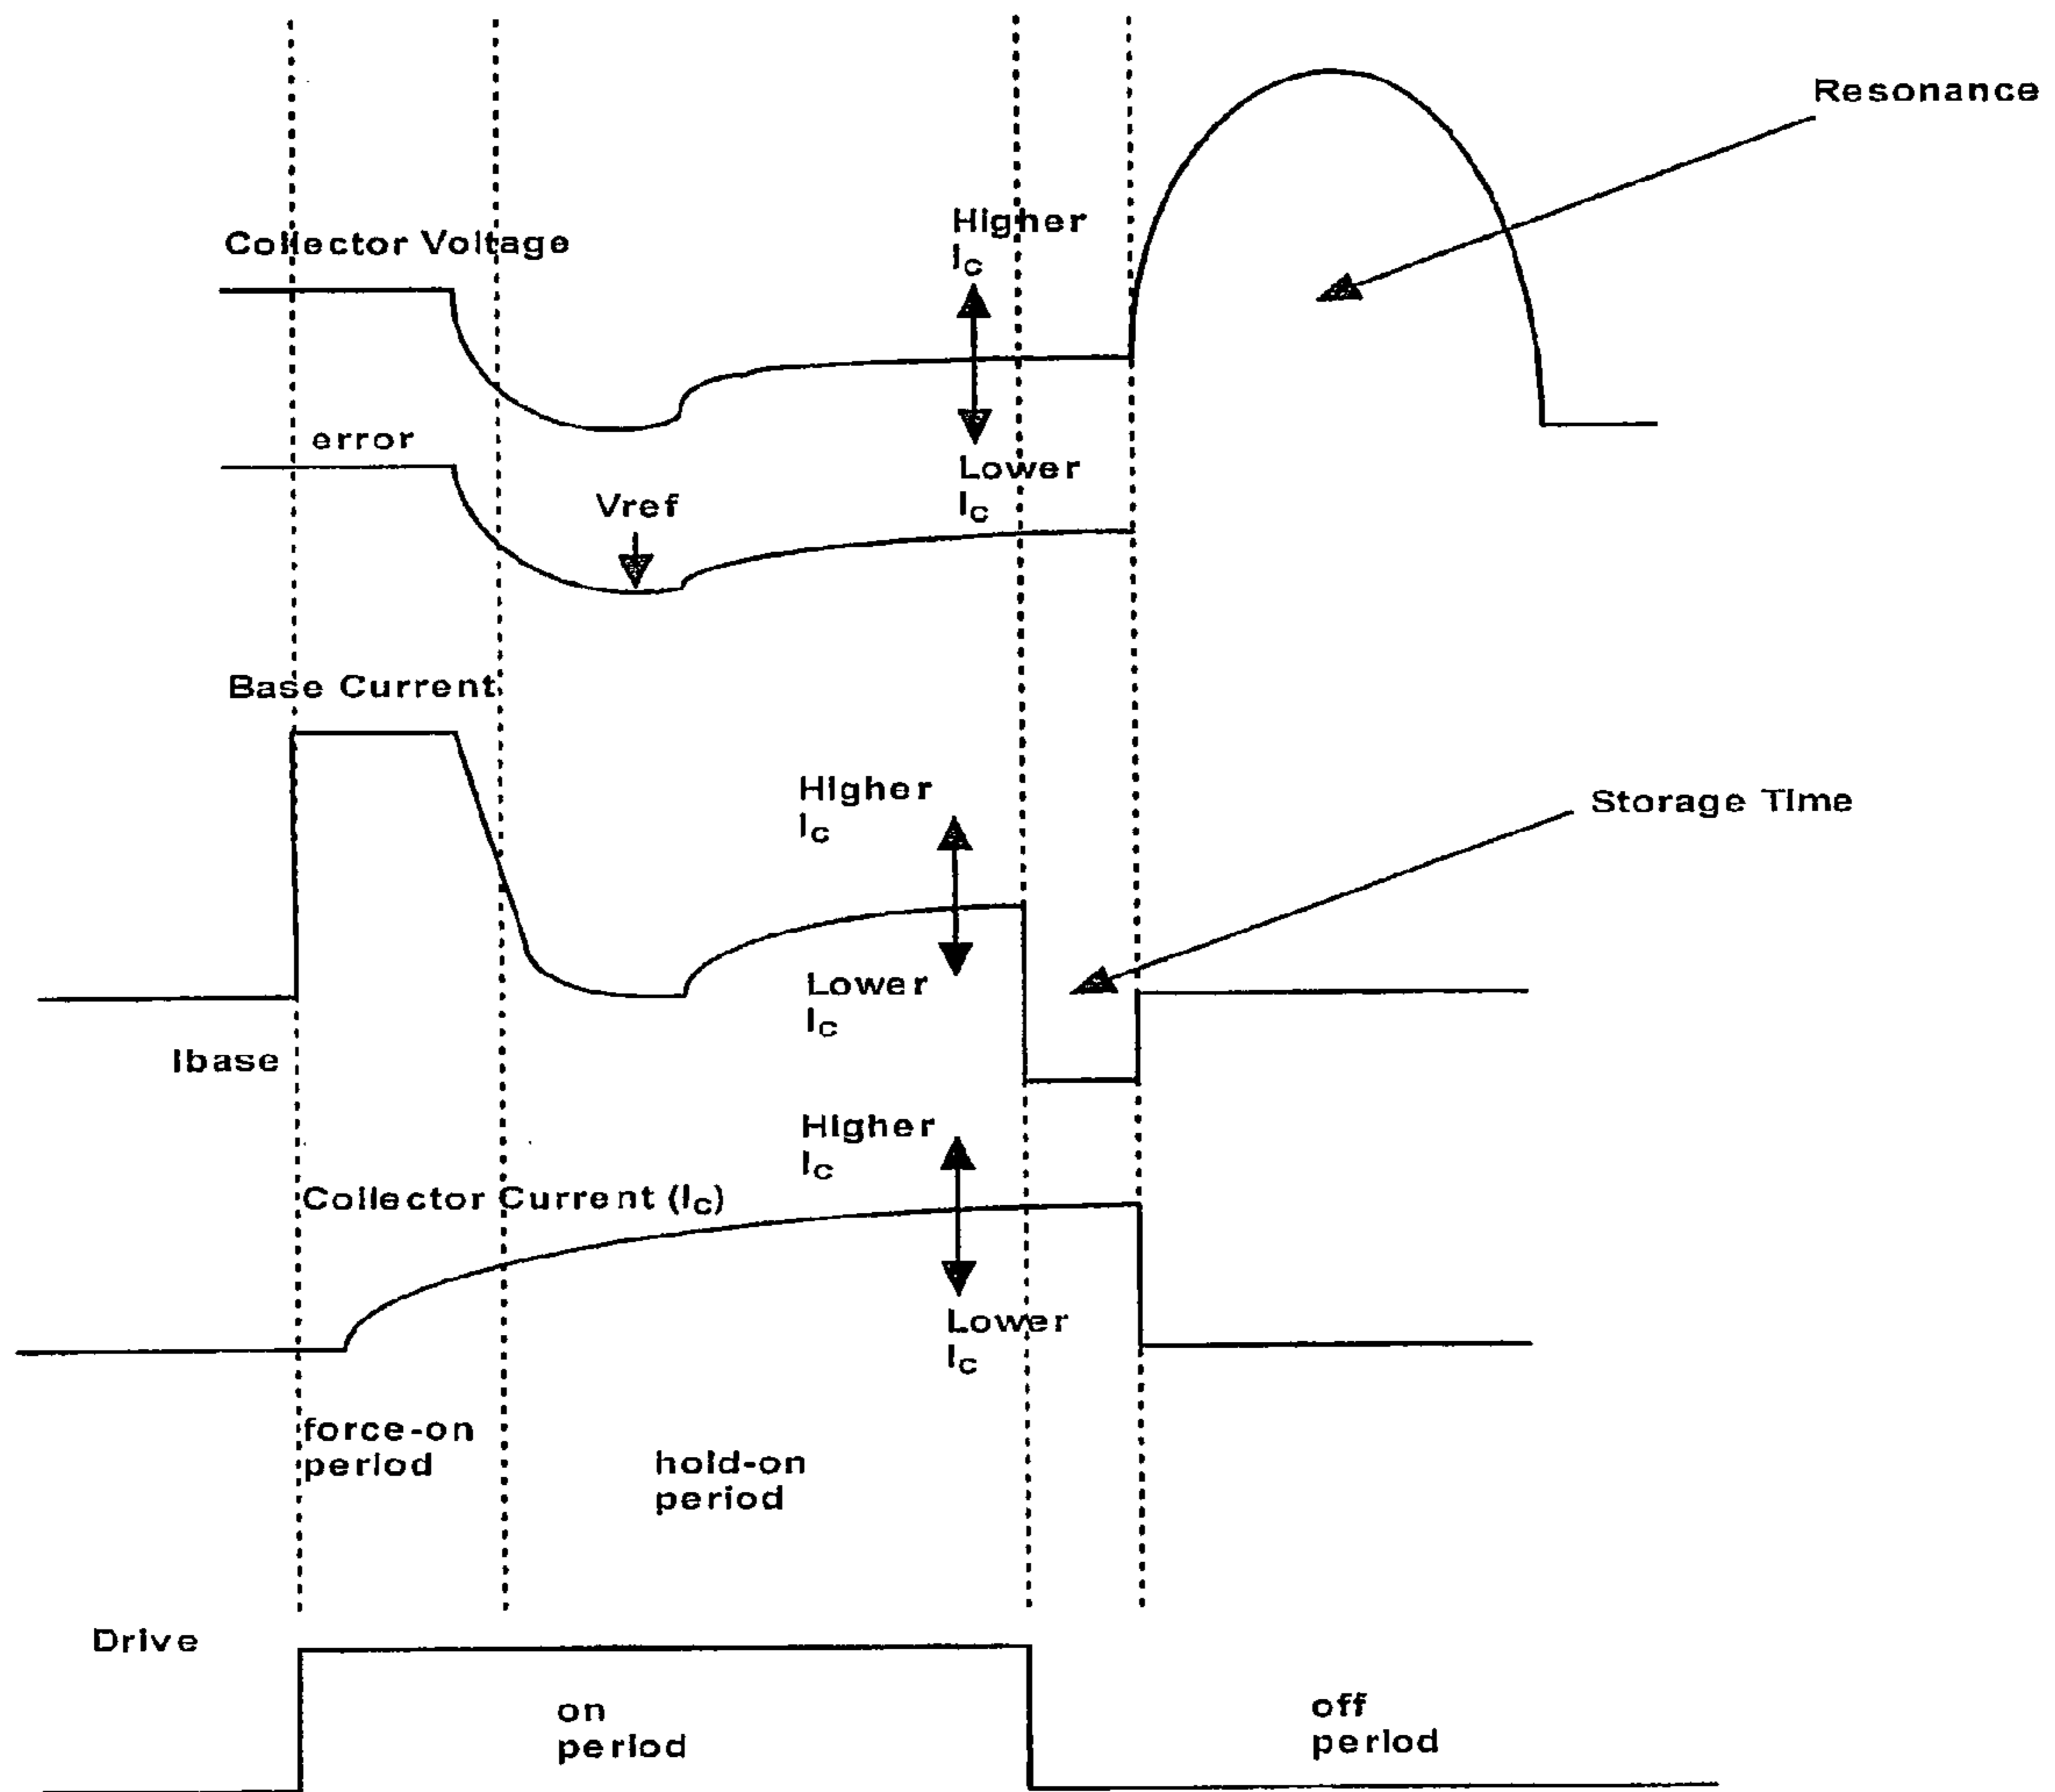 Resonance
Higher
IC
Collector Voltage
error
Lower
IC
Vref
Base Current
Higher
IC
Storage Time
Lower
IC
Ibase
Higher
IC
Collector Current (IC)
Lower
IC
force-on
period
hold-on
period
Drive
on
period
off
period